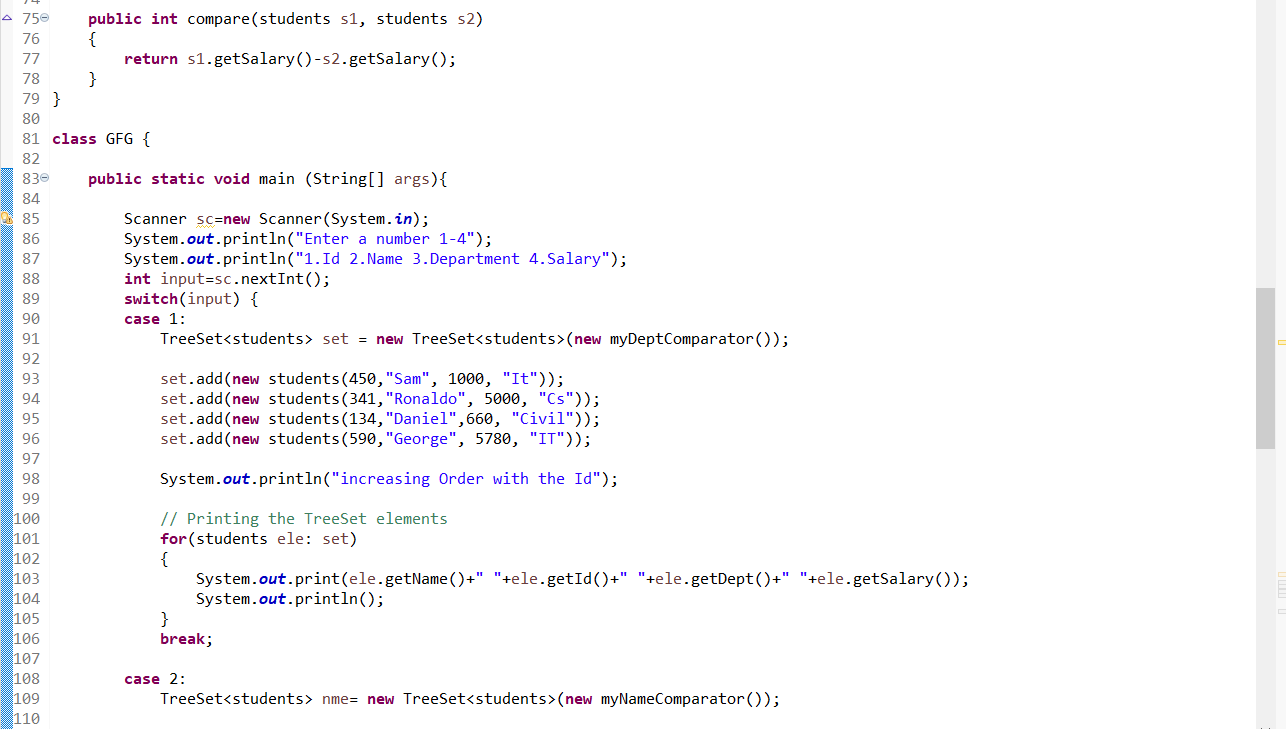 74
75 public int compare(students s1, students s2)
76 {
77 return s1.getSalary()-s2.getSalary();
78 }
79 }
80
81 class GFG {
82
83 public static void main (String[] args){
84
85 Scanner sc=new Scanner(System.in);
86 System.out.println("Enter a number 1-4");
87 System.out.println("1.Id 2.Name 3.Department 4.Salary");
88 int input=sc.nextInt();
89 switch(input) {
90 case 1:
91 TreeSet<students> set = new TreeSet<students>(new myDeptComparator());
92
93 set.add(new students(450,"Sam", 1000, "It"));
94 set.add(new students(341,"Ronaldo", 5000, "Cs"));
95 set.add(new students(134,"Daniel",660, "Civil"));
96 set.add(new students(590,"George", 5780, "IT"));
97
98 System.out.println("increasing Order with the Id");
99
100 // Printing the TreeSet elements
101 for(students ele: set)
102 {
103 System.out.print(ele.getName()+" "+ele.getId()+" "+ele.getDept()+" "+ele.getSalary());
104 System.out.println();
105 }
106 break;
107
108 case 2:
109 TreeSet<students> nme= new TreeSet<students>(new myNameComparator());
110